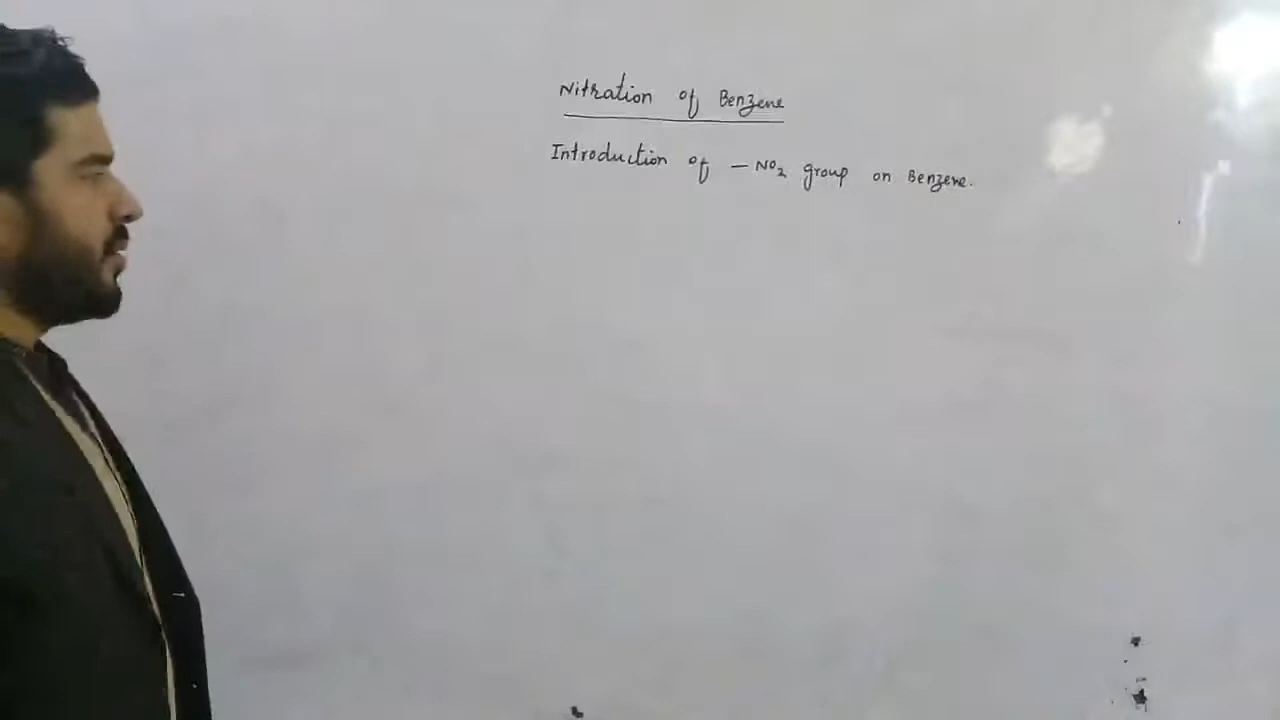 Nitration of Benzene
Introduction of – NO₂ group on Benzene.